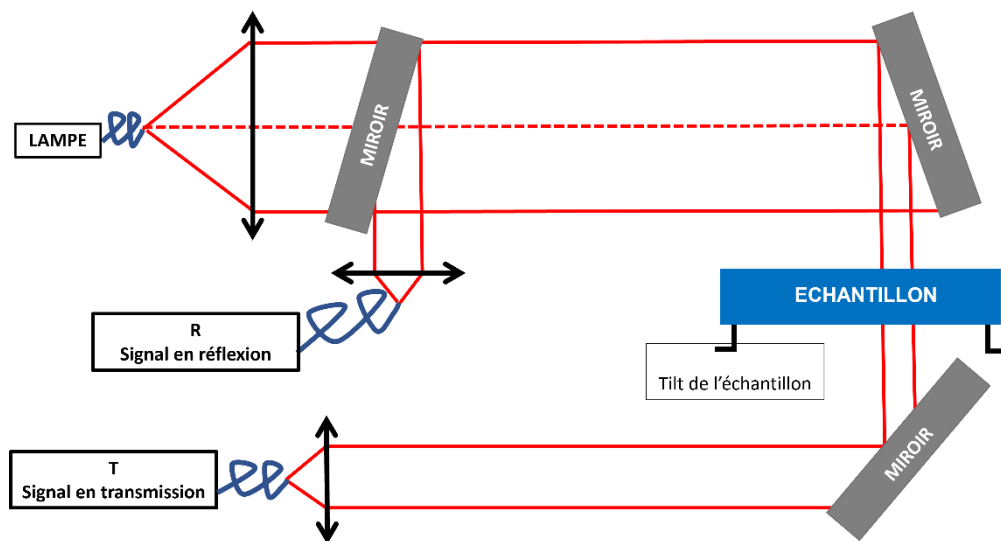 LAMPE
MIROIR
MIROIR
ECHANTILLON
R
Signal en réflexion
Tilt de l'échantillon
MIROIR
T
Signal en transmission